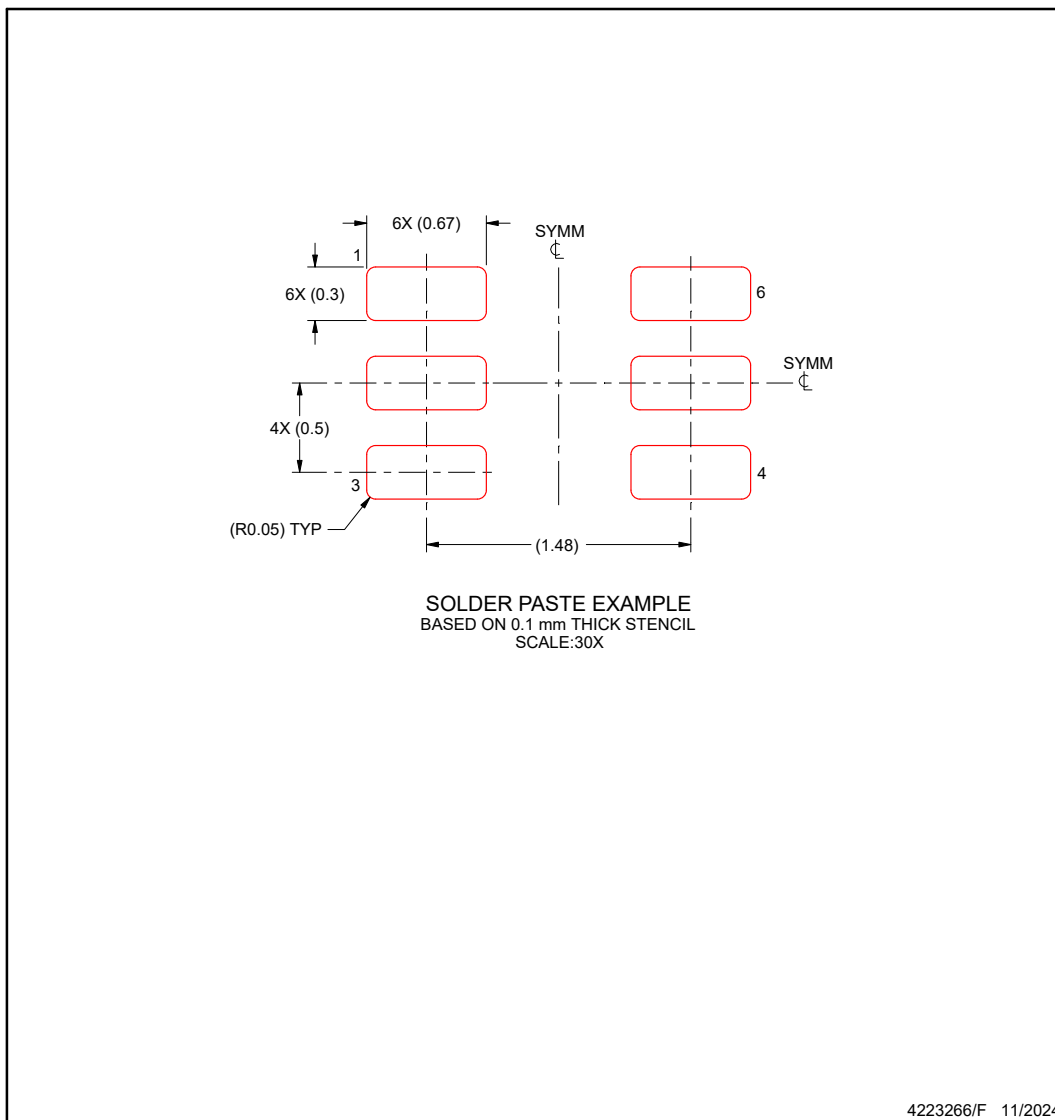 6X (0.67)
SYMM
℄
1
6X (0.3)
6
SYMM
℄
4X (0.5)
3
4
(R0.05) TYP
(1.48)
SOLDER PASTE EXAMPLE
BASED ON 0.1 mm THICK STENCIL
SCALE:30X
4223266/F 11/2024